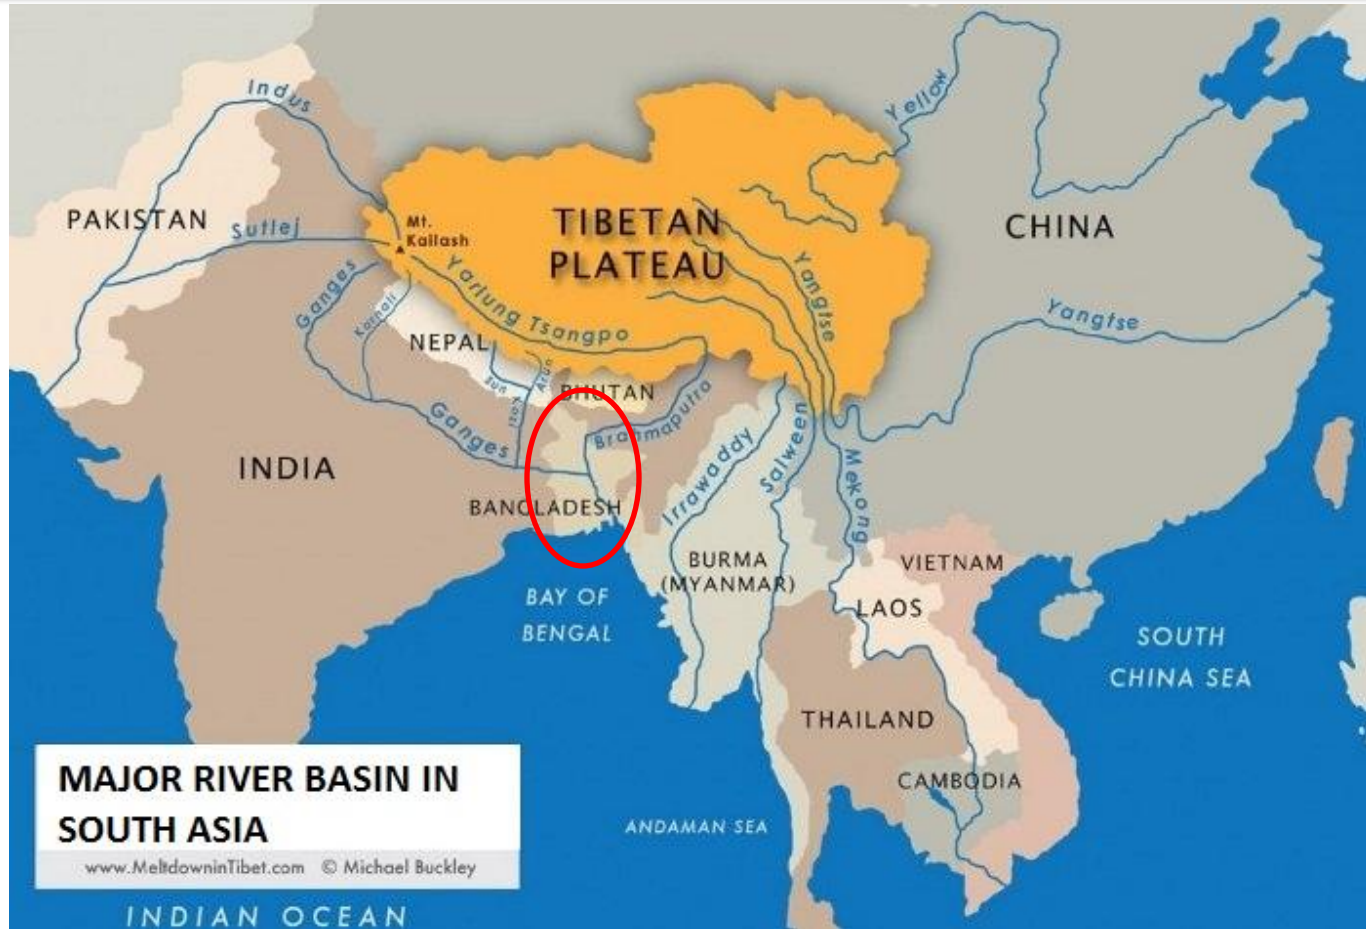 Indus
Yellow
PAKISTAN
Sutlej
Mt.
Kailash
TIBETAN
PLATEAU
CHINA
Ganges
Karnali
Yarlung Tsangpo
Yangtse
Yangtse
NEPAL
Sun Kosi
Arun
BHUTAN
Brahmaputra
Ganges
INDIA
BANGLADESH
Irrawaddy
Salween
Mekong
BURMA
(MYANMAR)
VIETNAM
LAOS
BAY OF
BENGAL
SOUTH
CHINA SEA
THAILAND
CAMBODIA
ANDAMAN SEA
MAJOR RIVER BASIN IN
SOUTH ASIA
www.MeltdowninTibet.com © Michael Buckley
INDIAN OCEAN